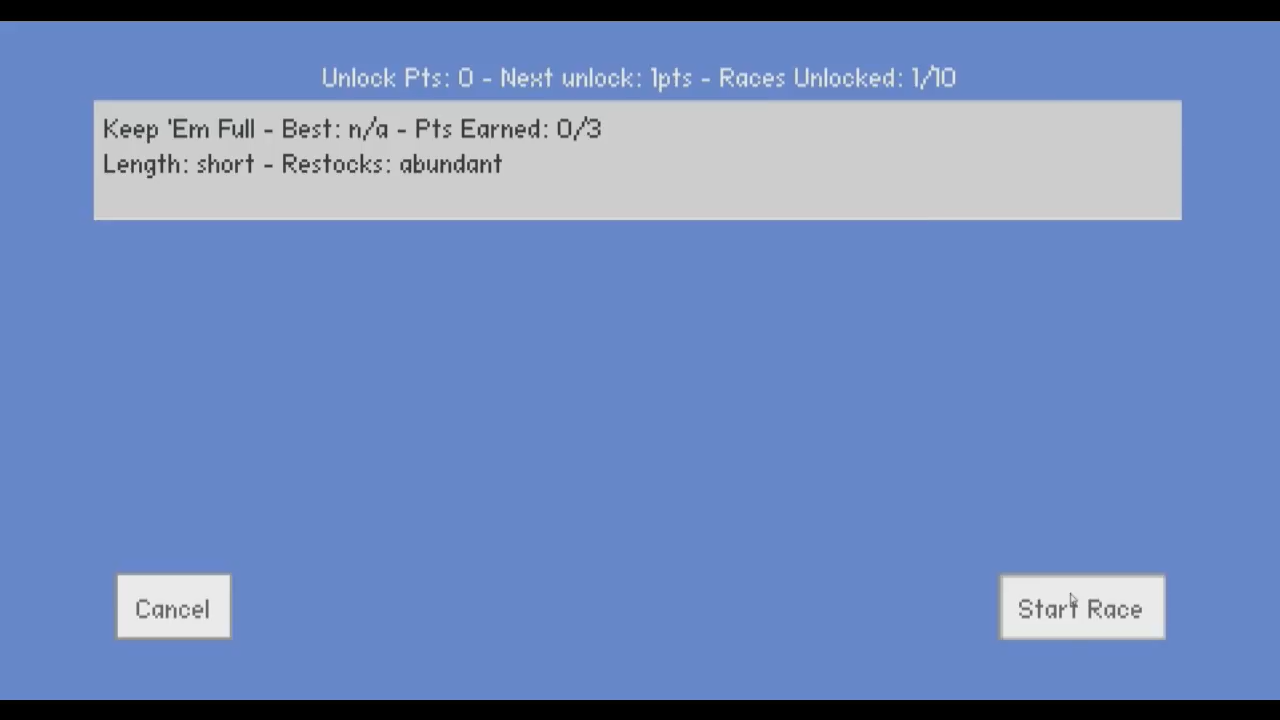 Unlock Pts: 0 - Next unlock: 1pts - Races Unlocked: 1/10
Keep 'Em Full - Best: n/a - Pts Earned: 0/3
Length: short - Restocks: abundant
Cancel
Start Race